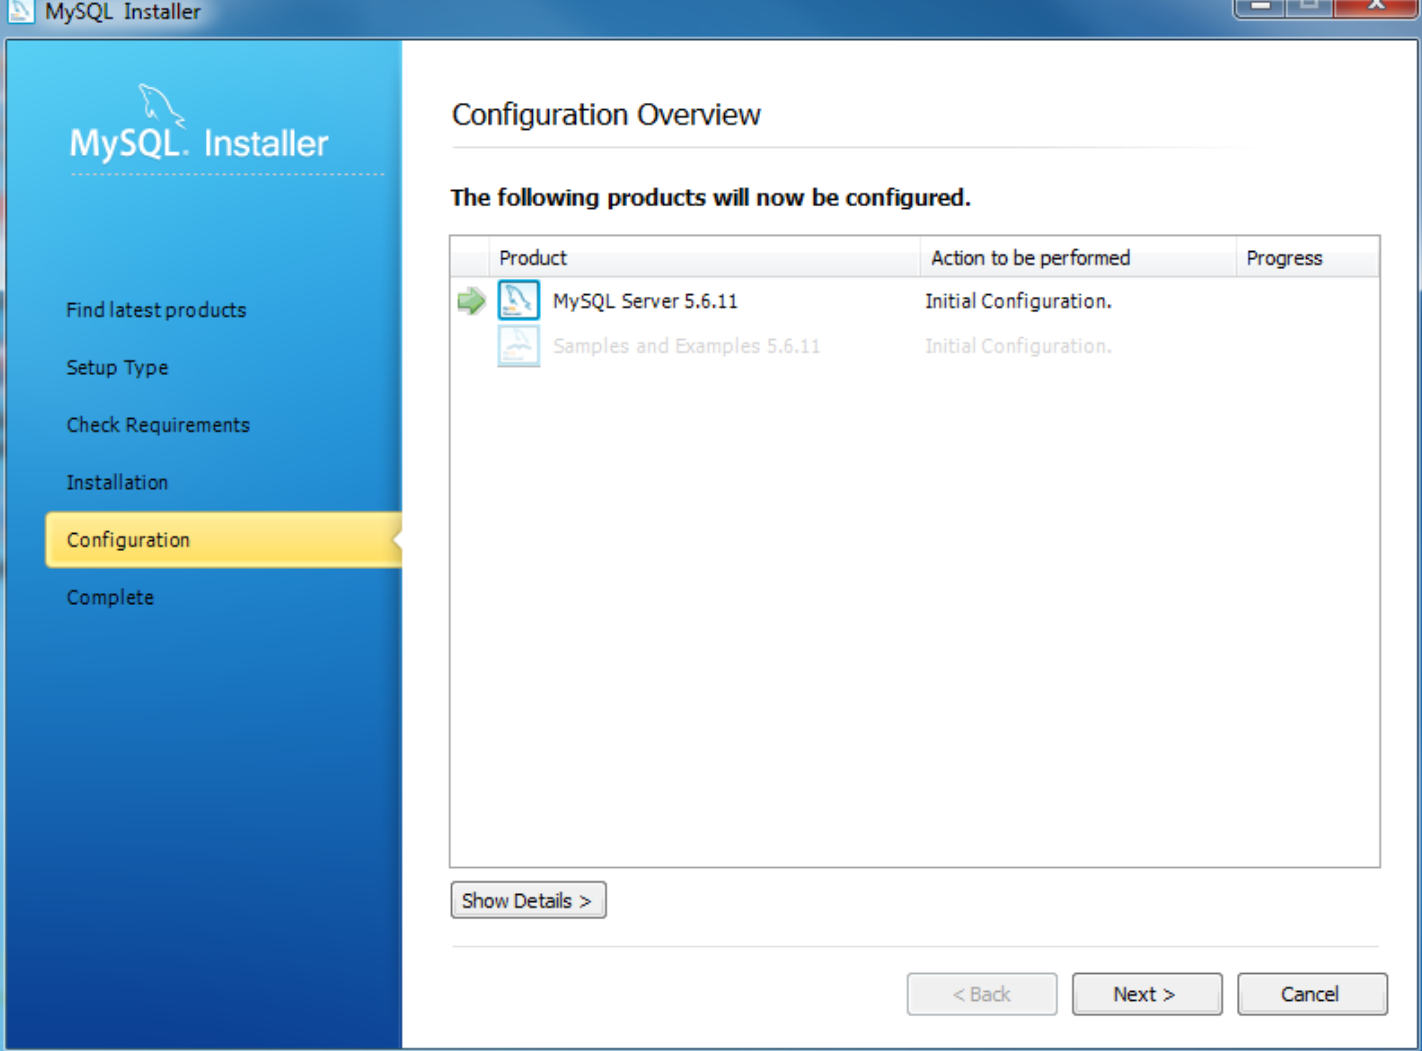 MySQL Installer
MySQL. Installer
Find latest products
Setup Type
Check Requirements
Installation
Configuration
Complete
Configuration Overview
The following products will now be configured.
Product Action to be performed Progress
MySQL Server 5.6.11 Initial Configuration.
Samples and Examples 5.6.11 Initial Configuration.
Show Details >
< Back Next > Cancel